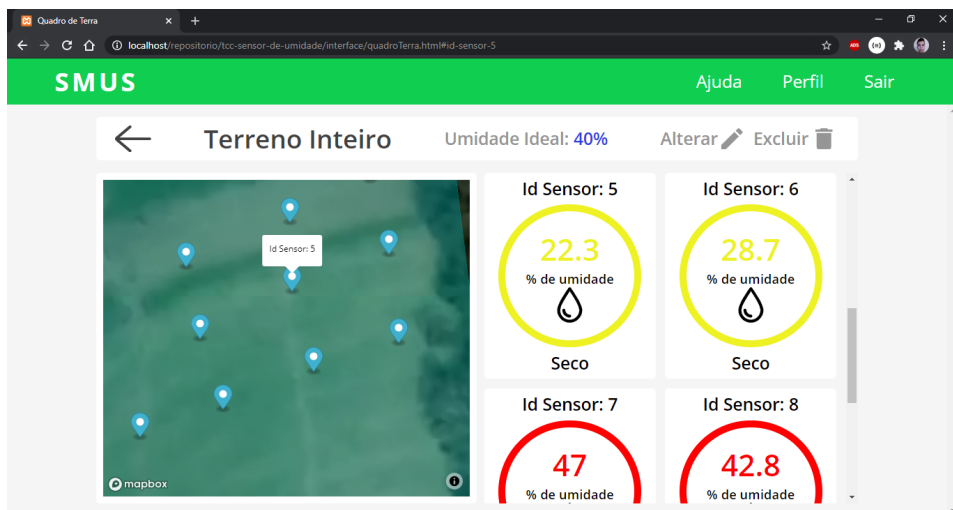 Quadro de Terra
localhost/repositorio/tcc-sensor-de-umidade/interface/quadroTerra.html#id-sensor-5
ABP
SMUS
Ajuda
Perfil
Sair
Terreno Inteiro
Umidade Ideal: 40%
Alterar
Excluir
Id Sensor: 5
mapbox
Id Sensor: 5
22.3
% de umidade
Seco
Id Sensor: 6
28.7
% de umidade
Seco
Id Sensor: 7
47
% de umidade
Id Sensor: 8
42.8
% de umidade